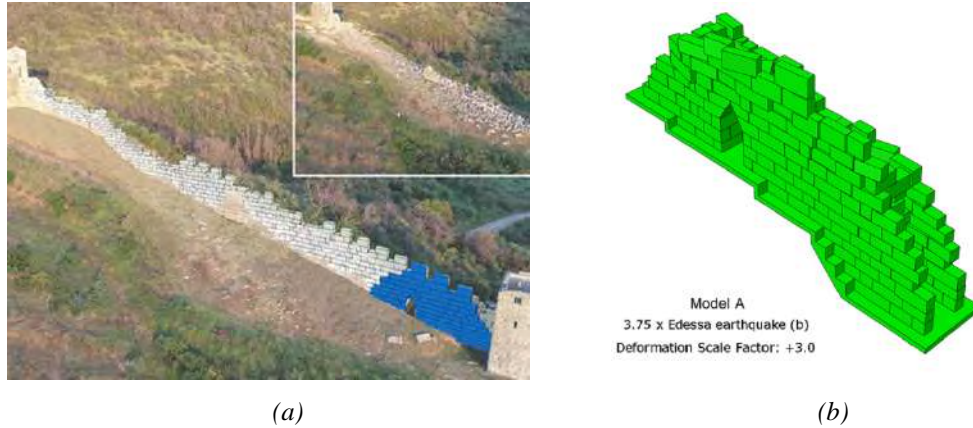 Model A
3.75 x Edessa earthquake (b)
Deformation Scale Factor: +3.0
(a)
(b)